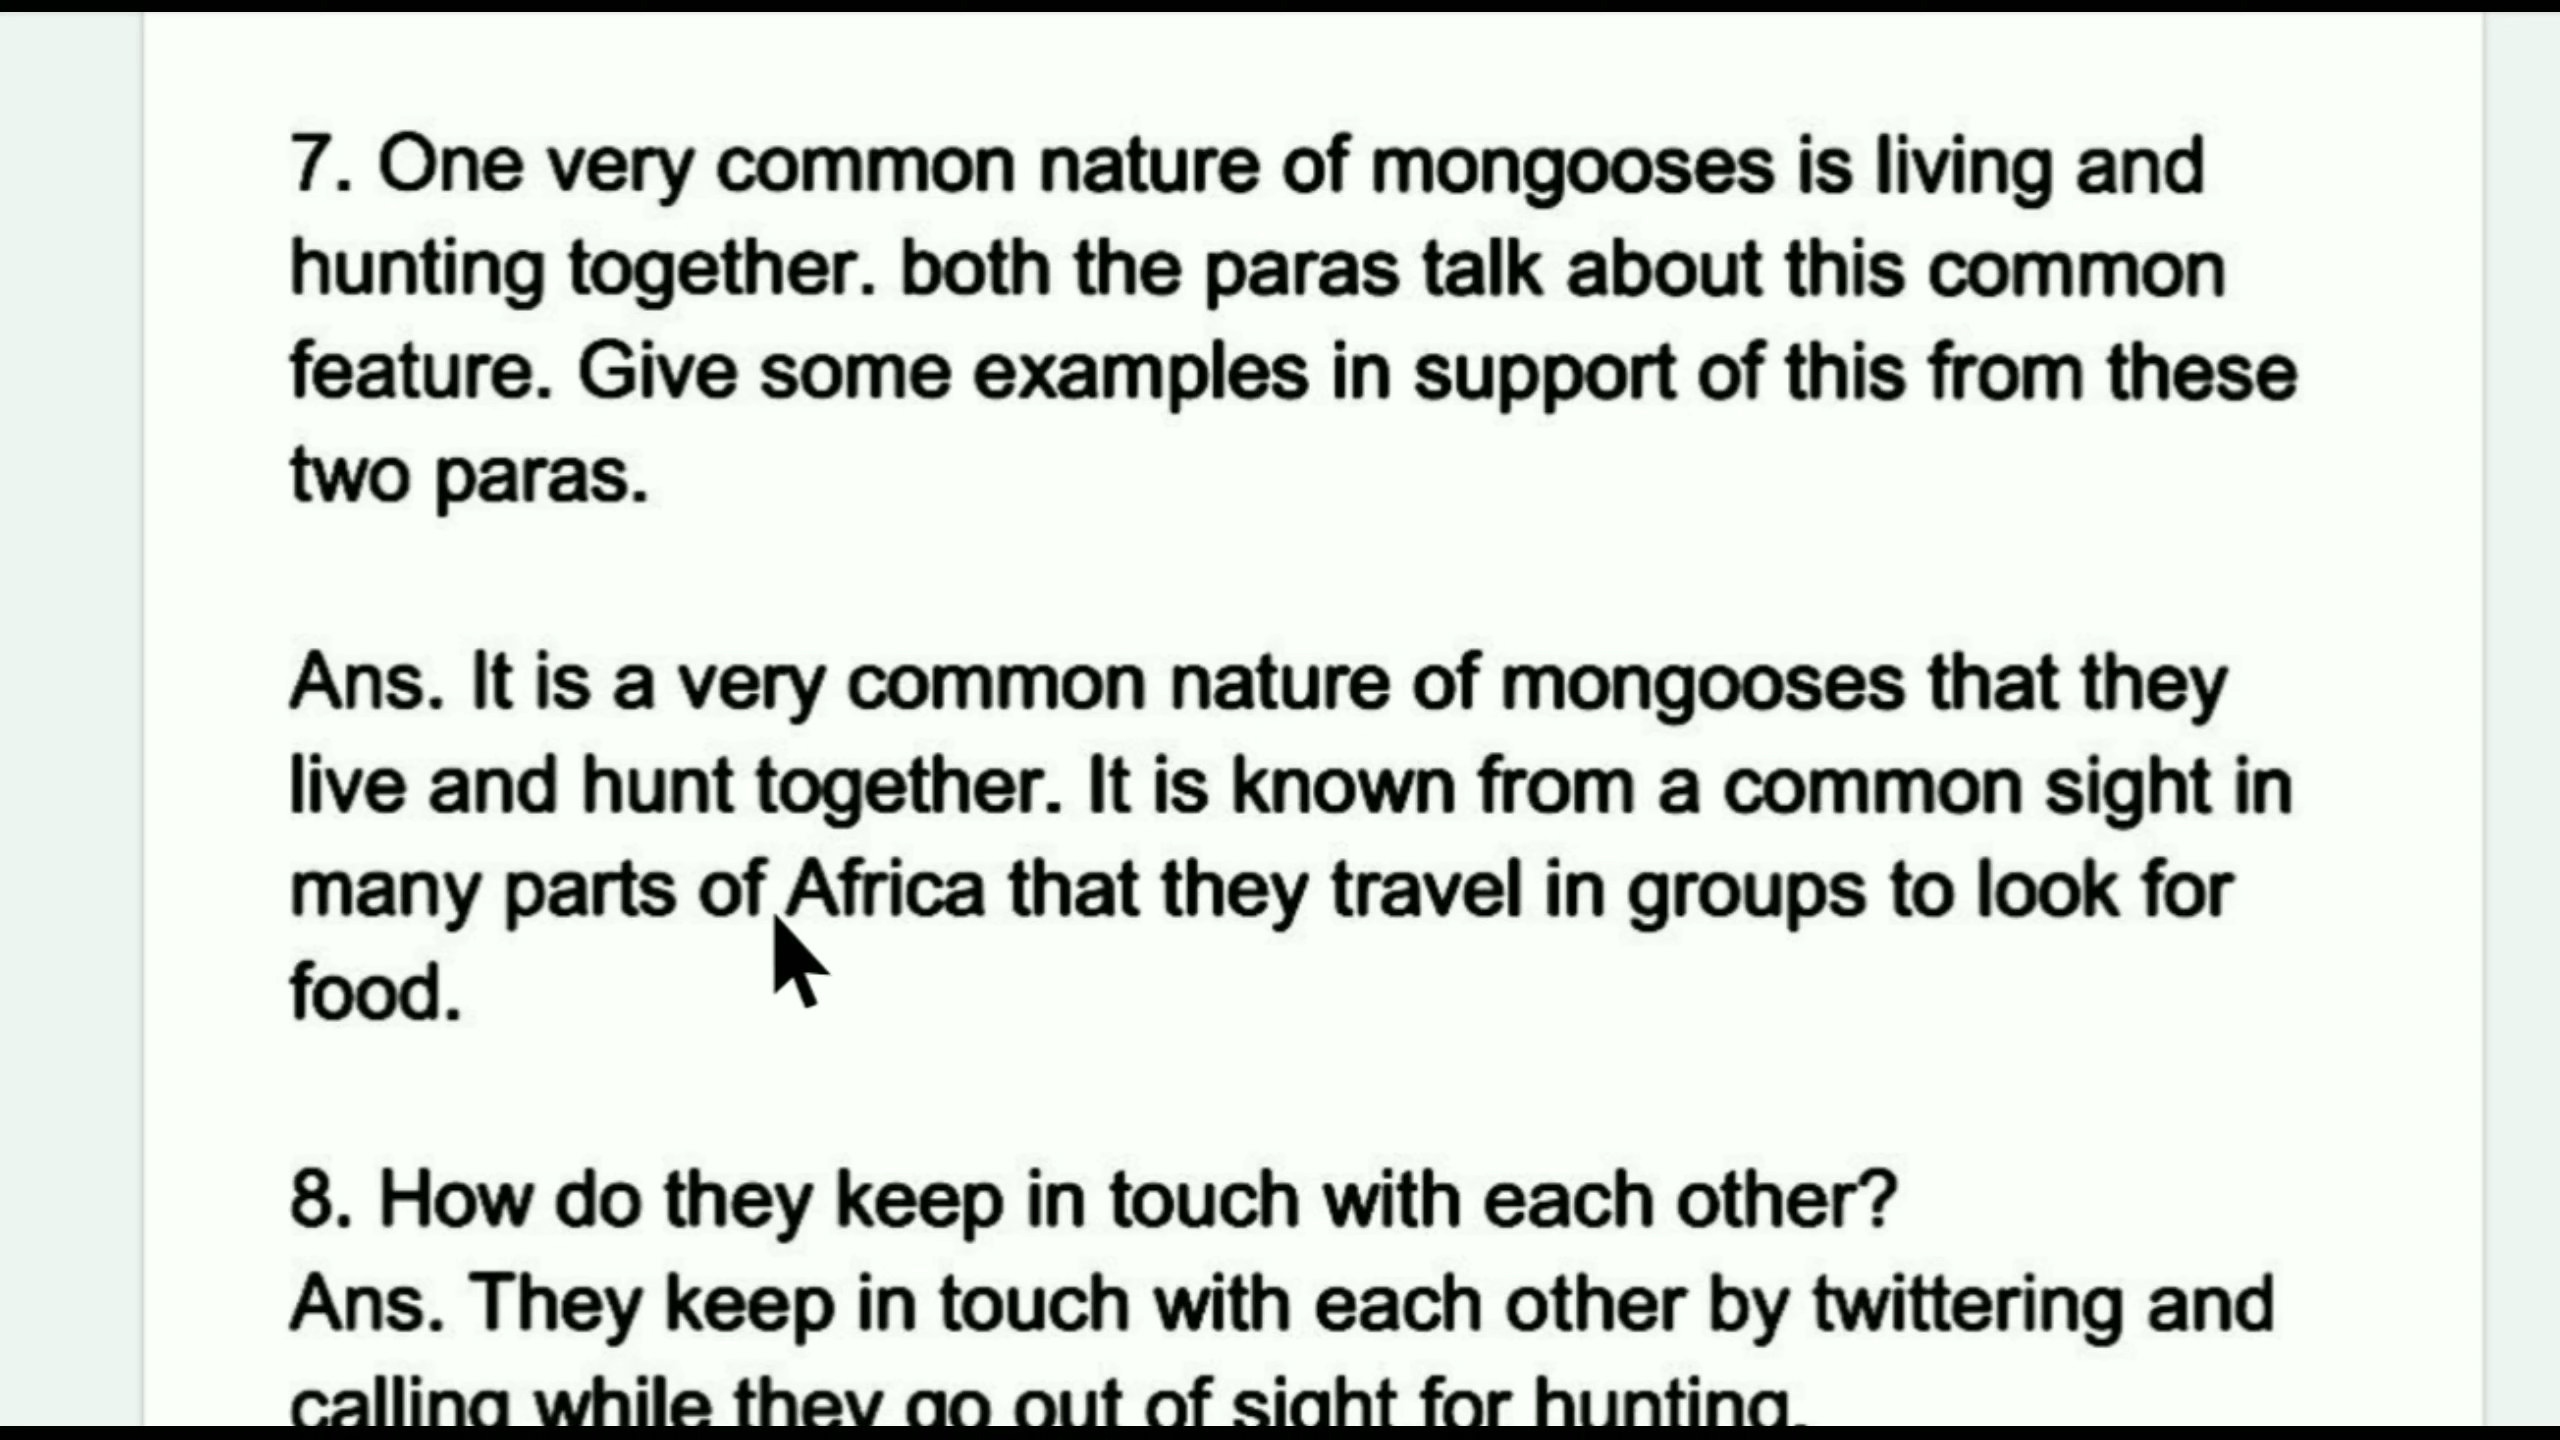 7. One very common nature of mongooses is living and
hunting together. both the paras talk about this common
feature. Give some examples in support of this from these
two paras.
Ans. It is a very common nature of mongooses that they
live and hunt together. It is known from a common sight in
many parts of Africa that they travel in groups to look for
food.
8. How do they keep in touch with each other?
Ans. They keep in touch with each other by twittering and
calling while they go out of sight for hunting.